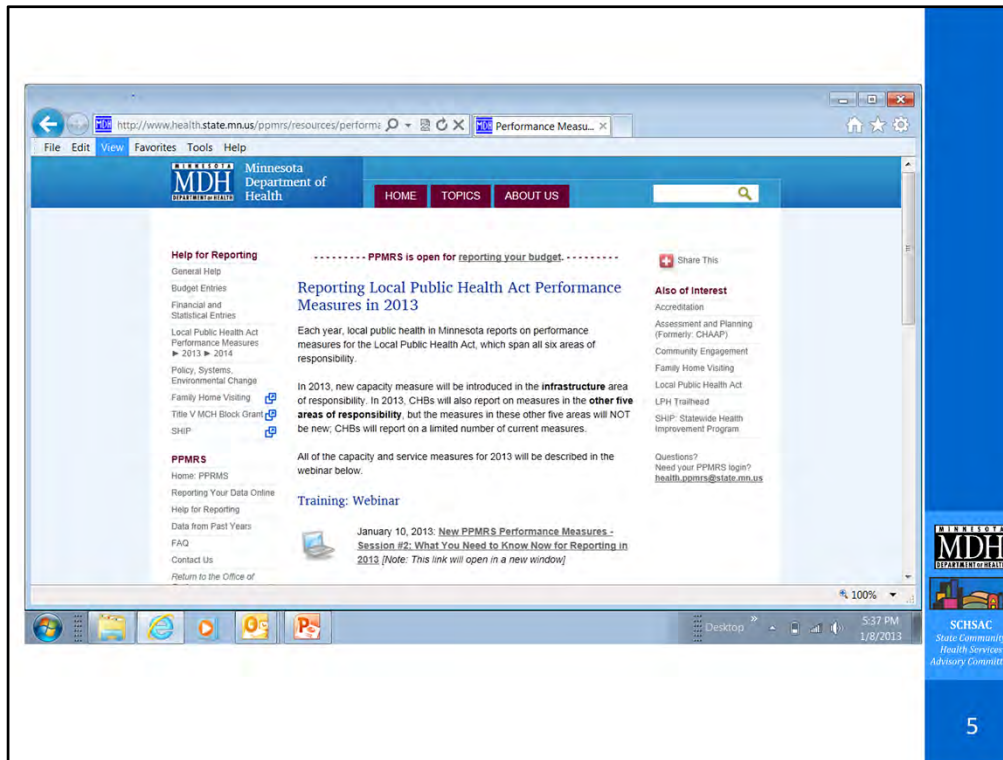 http://www.health.state.mn.us/ppmrs/resources/performa
Performance Measu...
File Edit View Favorites Tools Help
MINNESOTA
MDH
DEPARTMENT OF HEALTH
Minnesota
Department of
Health
HOME TOPICS ABOUT US
Help for Reporting
General Help
Budget Entries
Financial and
Statistical Entries
Local Public Health Act
Performance Measures
► 2013 ► 2014
Policy, Systems,
Environmental Change
Family Home Visiting
Title V MCH Block Grant
SHIP
PPMRS
Home: PPRMS
Reporting Your Data Online
Help for Reporting
Data from Past Years
FAQ
Contact Us
Return to the Office of
- - - - - - - - - PPMRS is open for reporting your budget. - - - - - - - - -
Reporting Local Public Health Act Performance
Measures in 2013
Each year, local public health in Minnesota reports on performance
measures for the Local Public Health Act, which span all six areas of
responsibility.
In 2013, new capacity measure will be introduced in the infrastructure area
of responsibility. In 2013, CHBs will also report on measures in the other five
areas of responsibility, but the measures in these other five areas will NOT
be new; CHBs will report on a limited number of current measures.
All of the capacity and service measures for 2013 will be described in the
webinar below.
Training: Webinar
January 10, 2013: New PPMRS Performance Measures -
Session #2: What You Need to Know Now for Reporting in
2013 [Note: This link will open in a new window]
Share This
Also of Interest
Accreditation
Assessment and Planning
(Formerly: CHAAP)
Community Engagement
Family Home Visiting
Local Public Health Act
LPH Trailhead
SHIP: Statewide Health
Improvement Program
Questions?
Need your PPMRS login?
health.ppmrs@state.mn.us
100%
Desktop
5:37 PM
1/8/2013
MINNESOTA
MDH
DEPARTMENT OF HEALTH
SCHSAC
State Community
Health Services
Advisory Committ
5